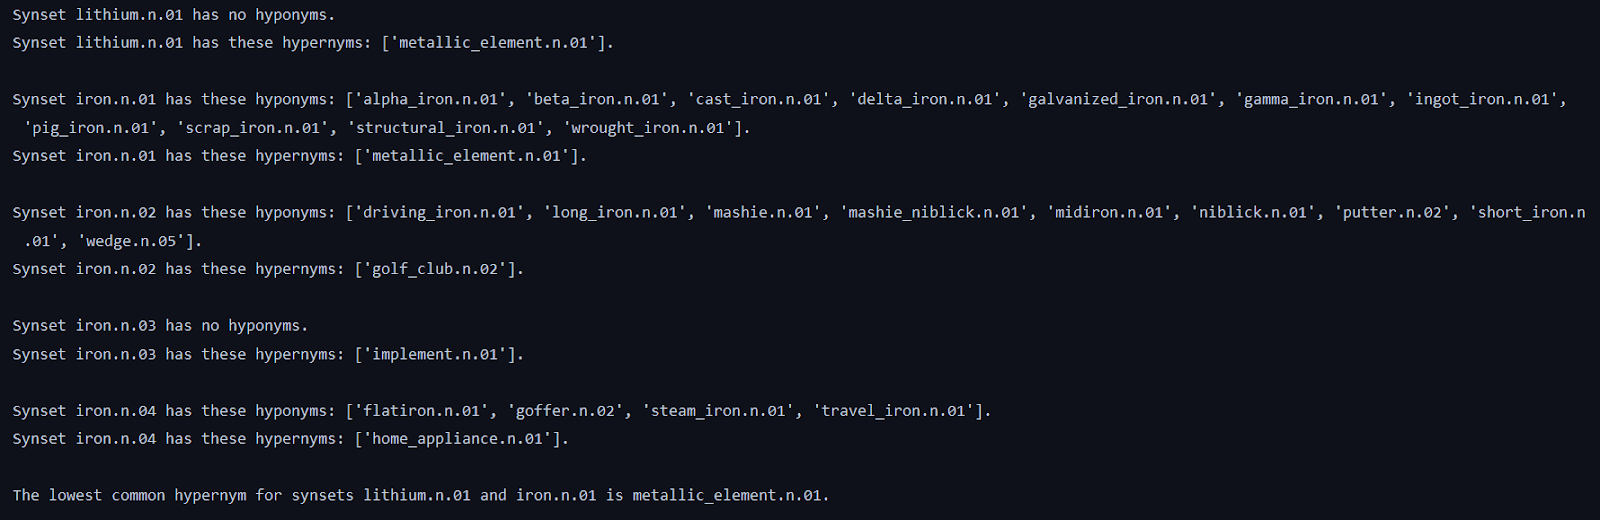 Synset lithium.n.01 has no hyponyms.
Synset lithium.n.01 has these hypernyms: ['metallic_element.n.01'].
Synset iron.n.01 has these hyponyms: ['alpha_iron.n.01', 'beta_iron.n.01', 'cast_iron.n.01', 'delta_iron.n.01', 'galvanized_iron.n.01', 'gamma_iron.n.01', 'ingot_iron.n.01',
'pig_iron.n.01', 'scrap_iron.n.01', 'structural_iron.n.01', 'wrought_iron.n.01'].
Synset iron.n.01 has these hypernyms: ['metallic_element.n.01'].
Synset iron.n.02 has these hyponyms: ['driving_iron.n.01', 'long_iron.n.01', 'mashie.n.01', 'mashie_niblick.n.01', 'midiron.n.01', 'niblick.n.01', 'putter.n.02', 'short_iron.n
.01', 'wedge.n.05'].
Synset iron.n.02 has these hypernyms: ['golf_club.n.02'].
Synset iron.n.03 has no hyponyms.
Synset iron.n.03 has these hypernyms: ['implement.n.01'].
Synset iron.n.04 has these hyponyms: ['flatiron.n.01', 'goffer.n.02', 'steam_iron.n.01', 'travel_iron.n.01'].
Synset iron.n.04 has these hypernyms: ['home_appliance.n.01'].
The lowest common hypernym for synsets lithium.n.01 and iron.n.01 is metallic_element.n.01.